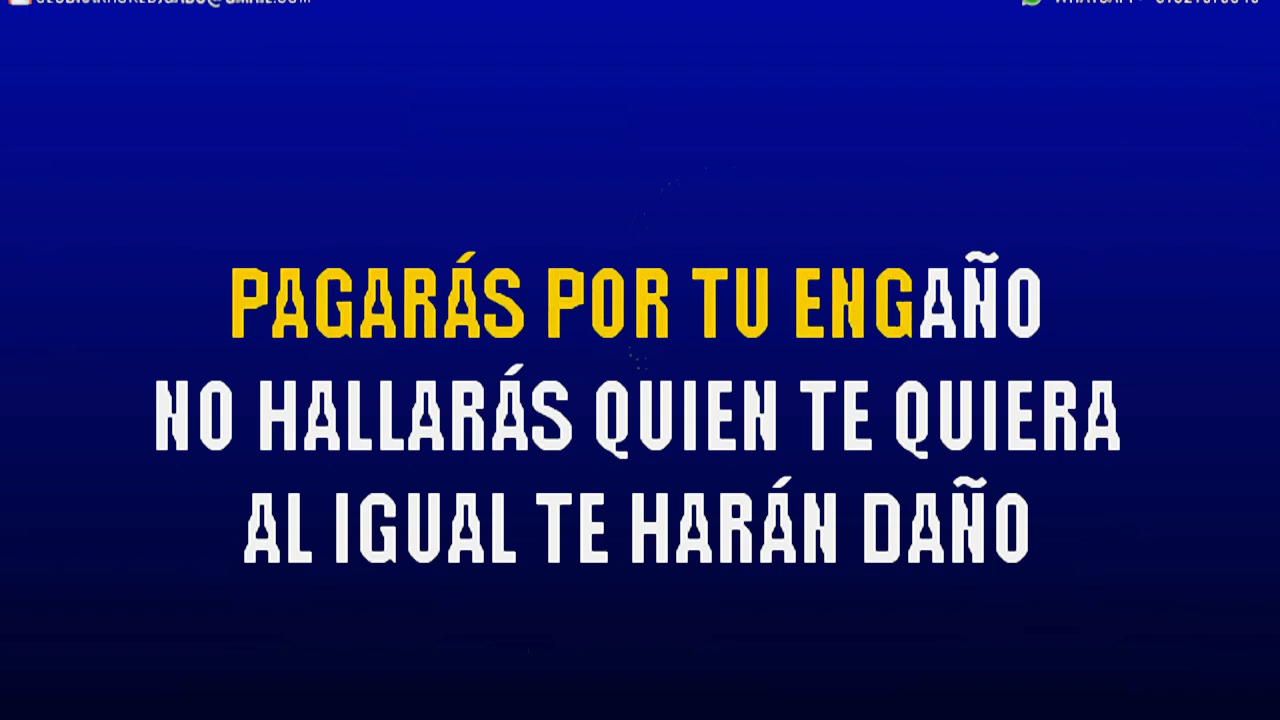 PAGARÁS POR TU ENGAÑO
NO HALLARÁS QUIEN TE QUIERA
AL IGUAL TE HARÁN DAÑO